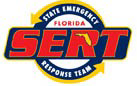 STATE EMERGENCY
FLORIDA
SERT
RESPONSE TEAM